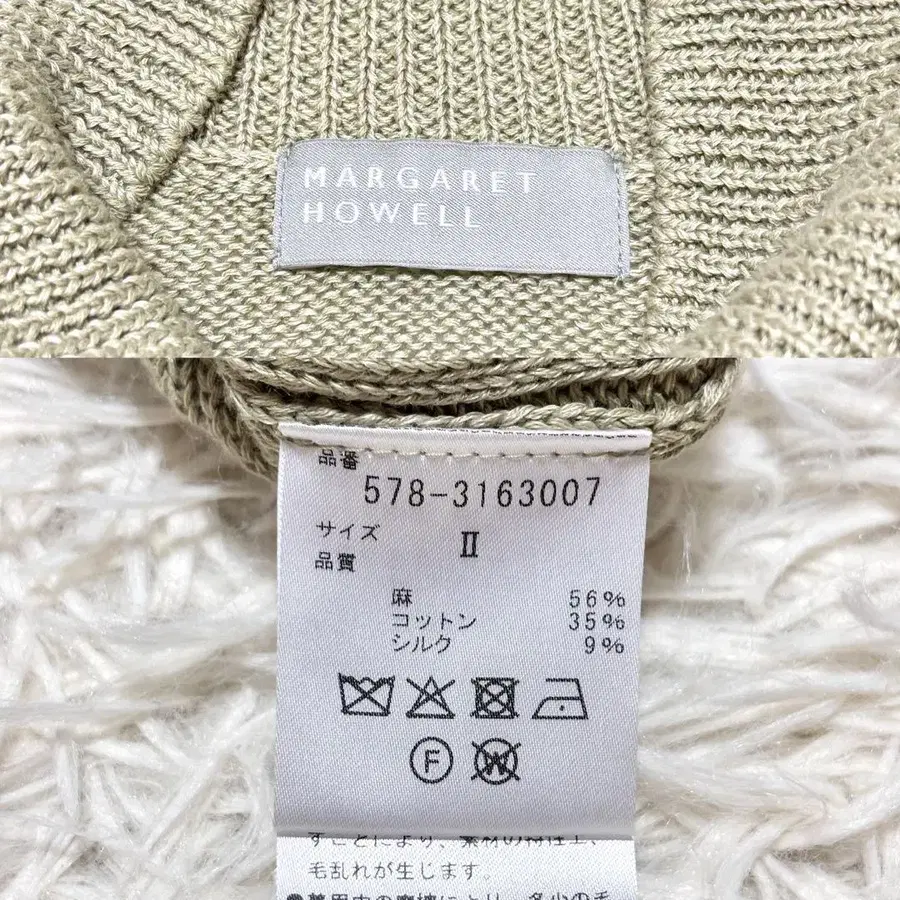 MARGARET
HOWELL
品番
578-3163007
サイズ
Ⅱ
品質
麻 56%
コットン 35%
シルク 9%
F W
毛乱れが生じます。